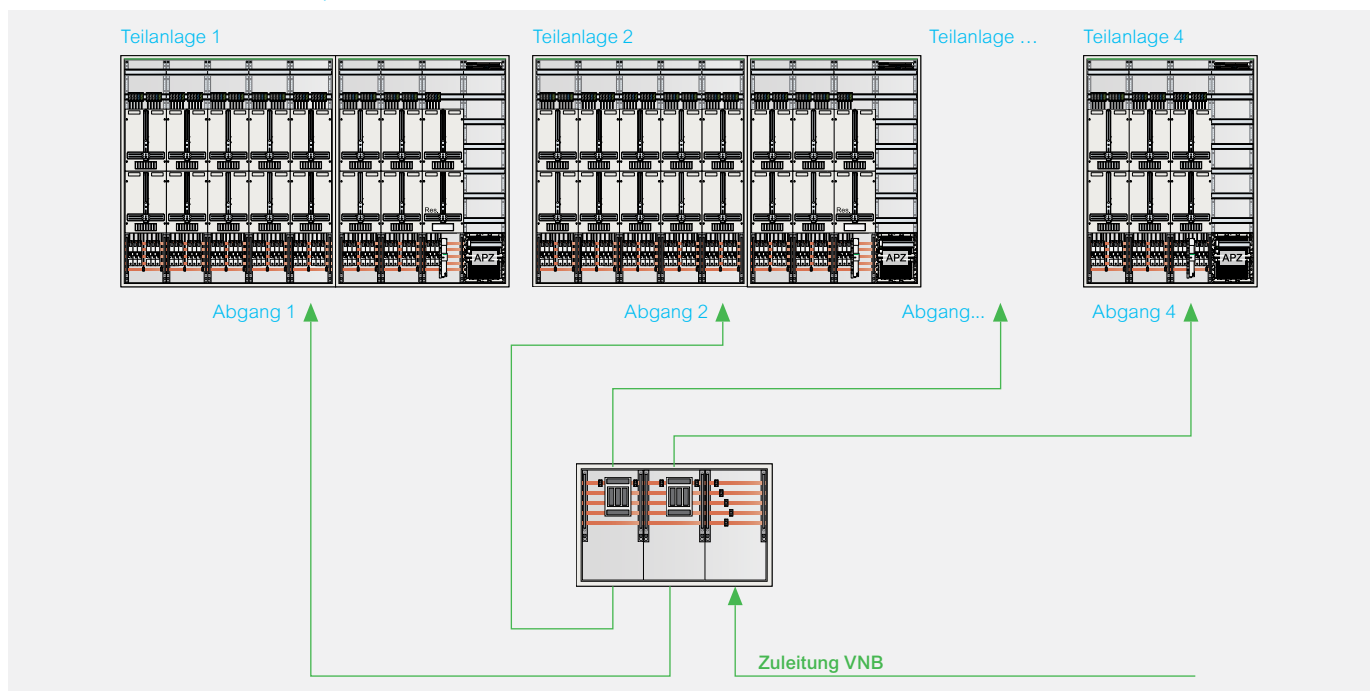 Teilanlage 1
Teilanlage 2
Teilanlage …
Teilanlage 4
Res.
APZ
Res.
APZ
APZ
Abgang 1
Abgang 2
Abgang...
Abgang 4
Zuleitung VNB